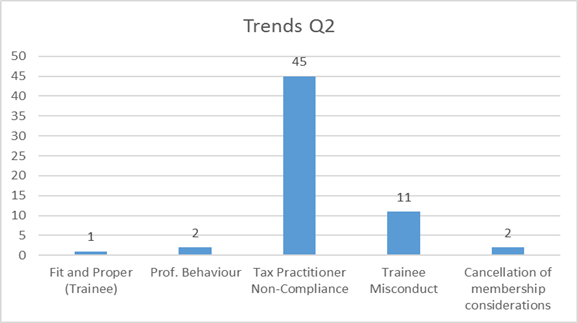 Trends Q2
50
45
40
35
30
25
20
15
10
5
0
1
2
45
11
2
Fit and Proper
(Trainee)
Prof. Behaviour
Tax Practitioner
Non-Compliance
Trainee
Misconduct
Cancellation of
membership
considerations